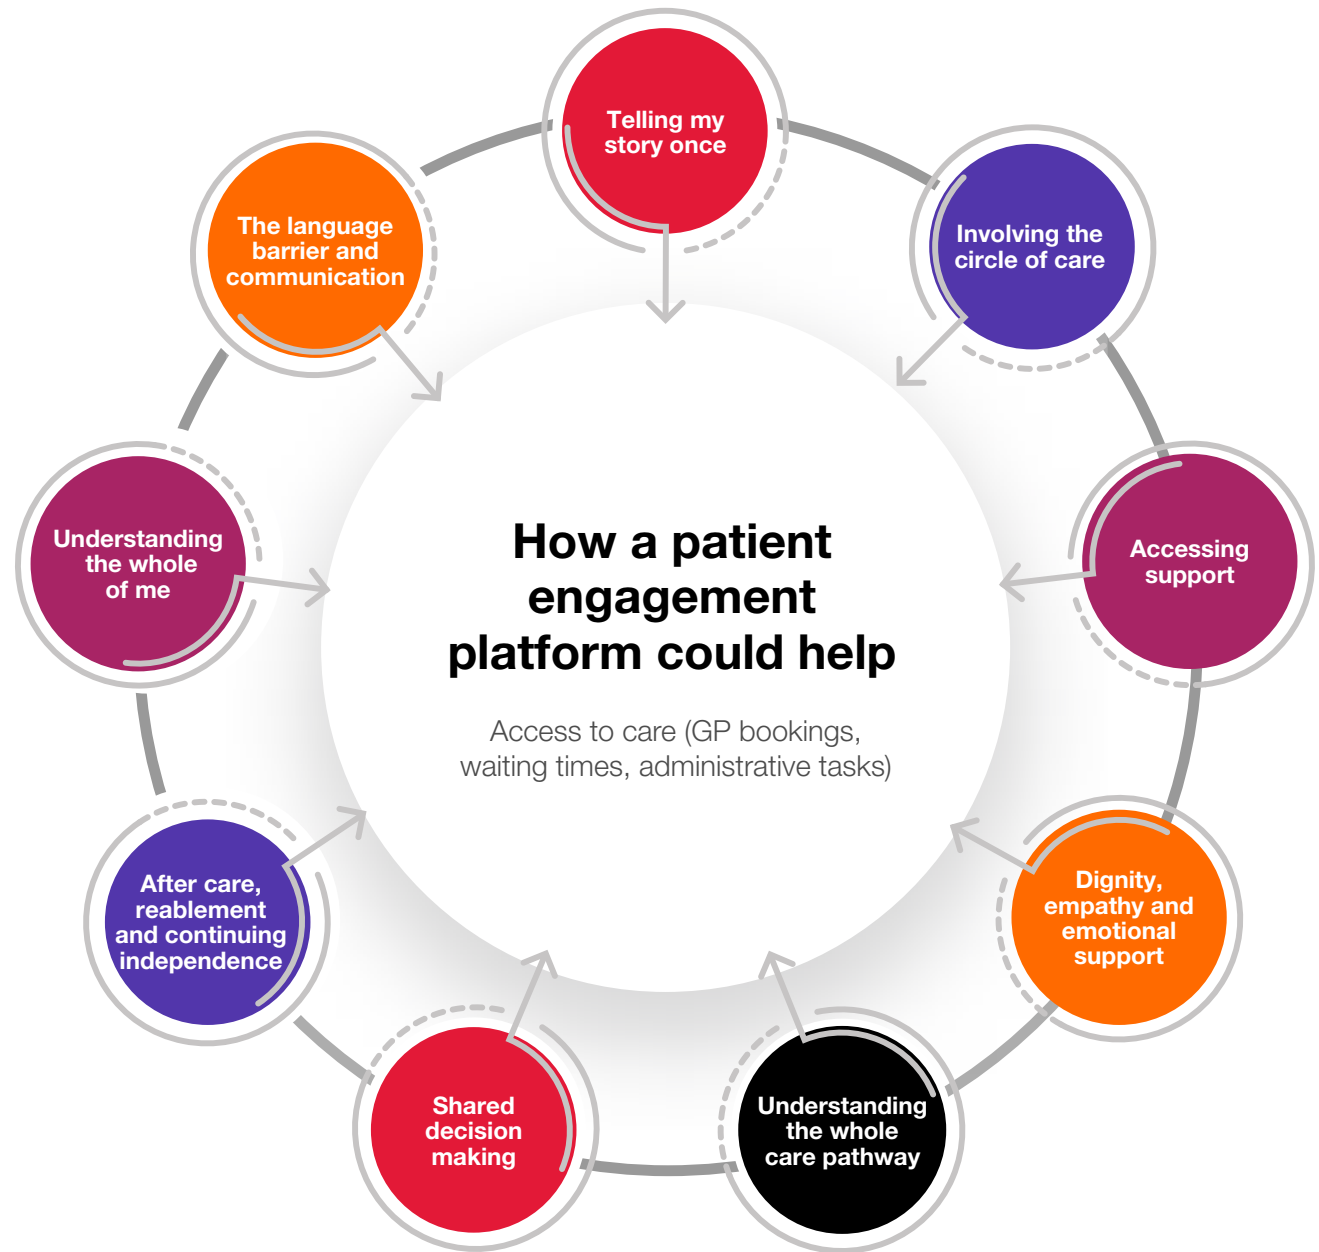 Telling my
story once
Involving the
circle of care
Accessing
support
Dignity,
empathy and
emotional
support
Understanding
the whole
care pathway
Shared
decision
making
After care,
reablement
and continuing
independence
Understanding
the whole
of me
The language
barrier and
communication
How a patient
engagement
platform could help
Access to care (GP bookings,
waiting times, administrative tasks)